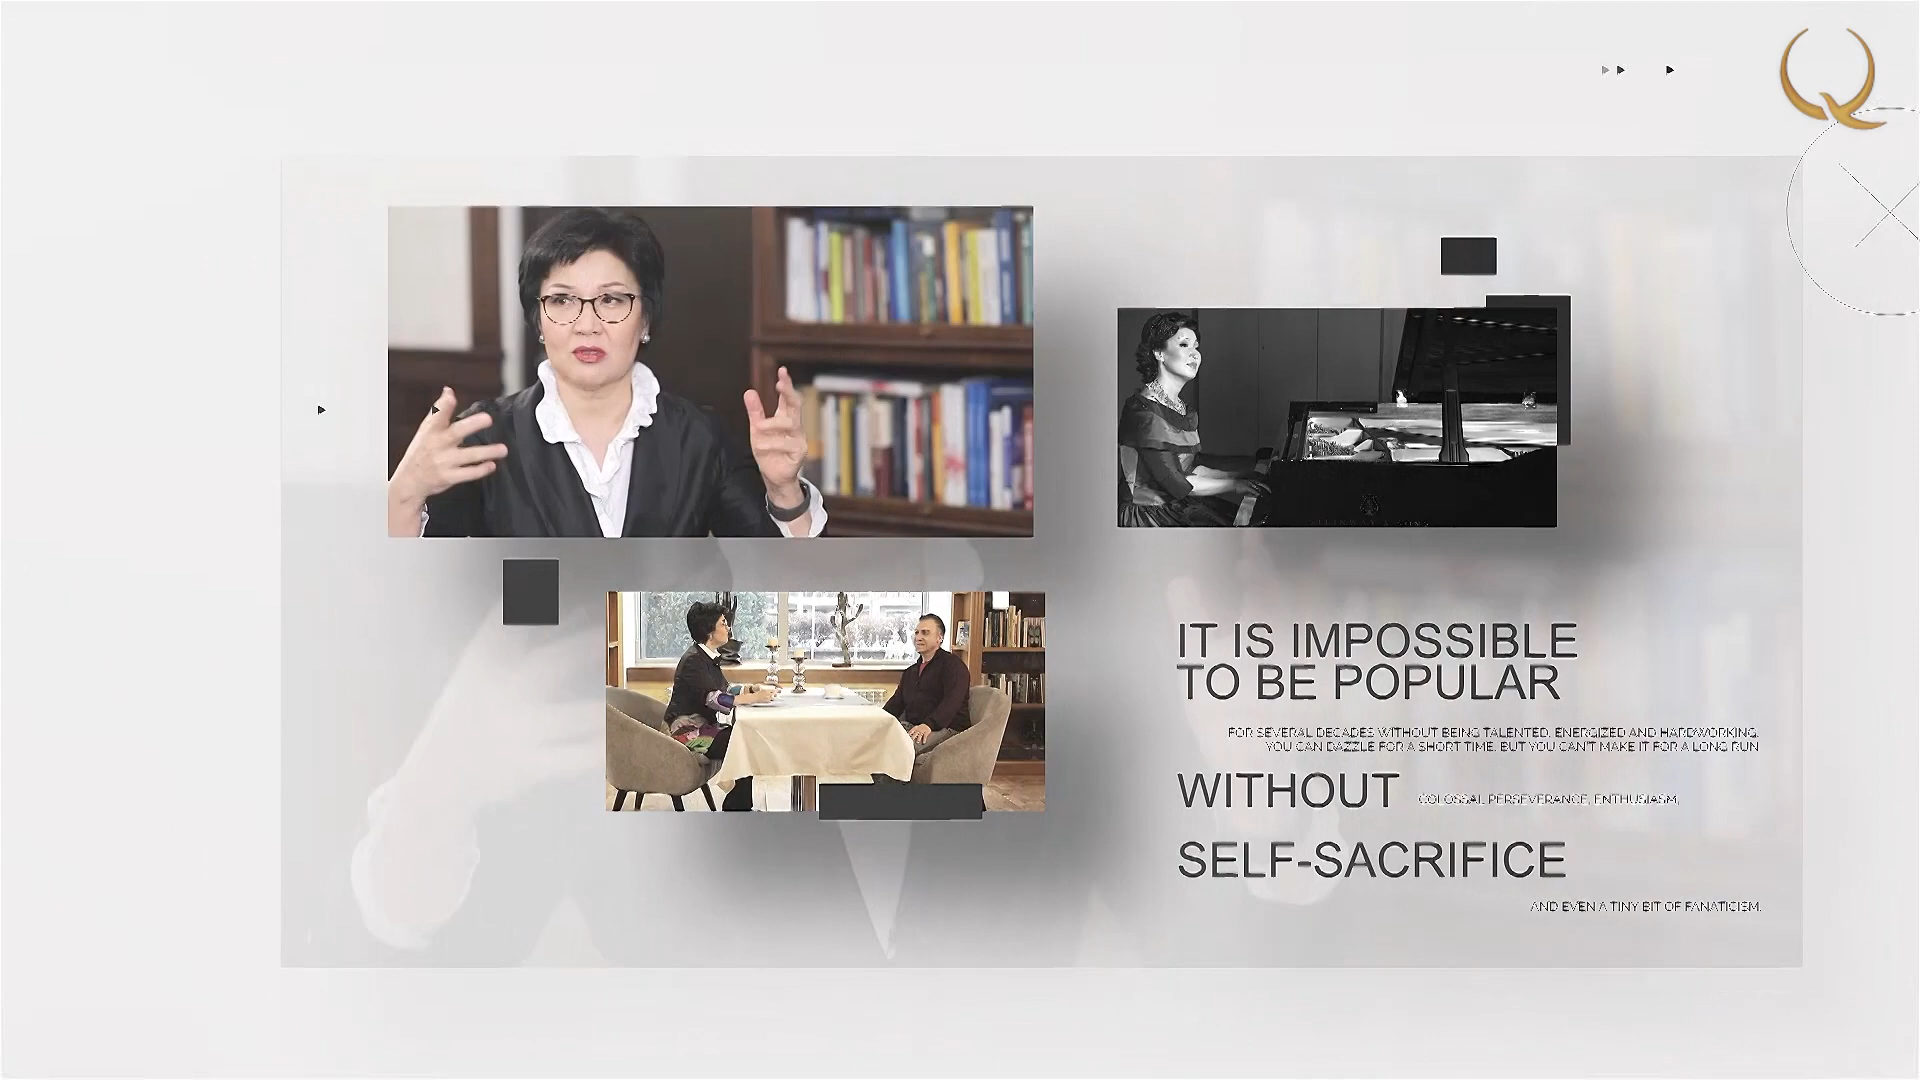 IT IS IMPOSSIBLE
TO BE POPULAR
FOR SEVERAL DECADES WITHOUT BEING TALENTED, ENERGIZED AND HARDWORKING.
YOU CAN DAZZLE FOR A SHORT TIME, BUT YOU CAN'T MAKE IT FOR A LONG RUN
WITHOUT COLOSSAL PERSEVERANCE, ENTHUSIASM,
SELF-SACRIFICE
AND EVEN A TINY BIT OF FANATICISM.